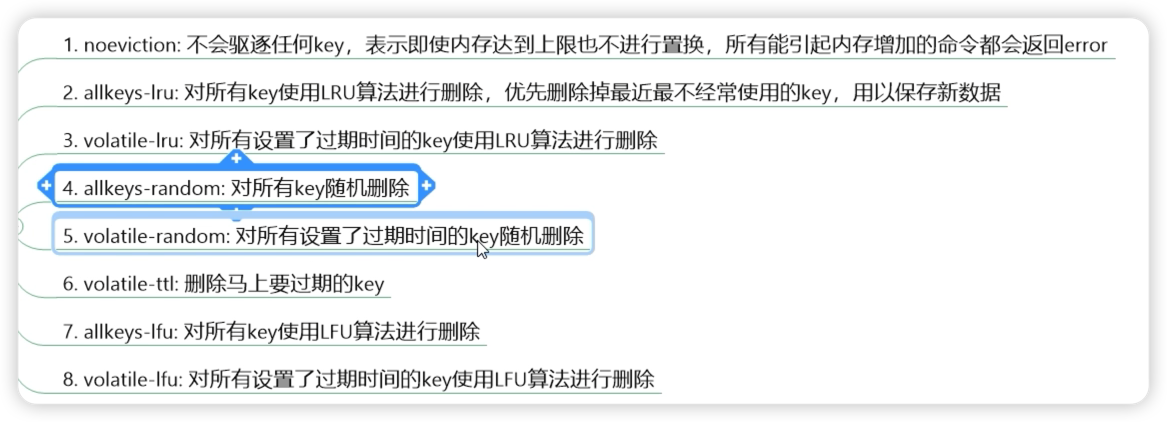 1. noeviction: 不会驱逐任何key，表示即使内存达到上限也不进行置换，所有能引起内存增加的命令都会返回error
2. allkeys-lru: 对所有key使用LRU算法进行删除，优先删除掉最近最不经常使用的key，用以保存新数据
3. volatile-lru: 对所有设置了过期时间的key使用LRU算法进行删除
4. allkeys-random: 对所有key随机删除
5. volatile-random: 对所有设置了过期时间的key随机删除
6. volatile-ttl: 删除马上要过期的key
7. allkeys-lfu: 对所有key使用LFU算法进行删除
8. volatile-lfu: 对所有设置了过期时间的key使用LFU算法进行删除